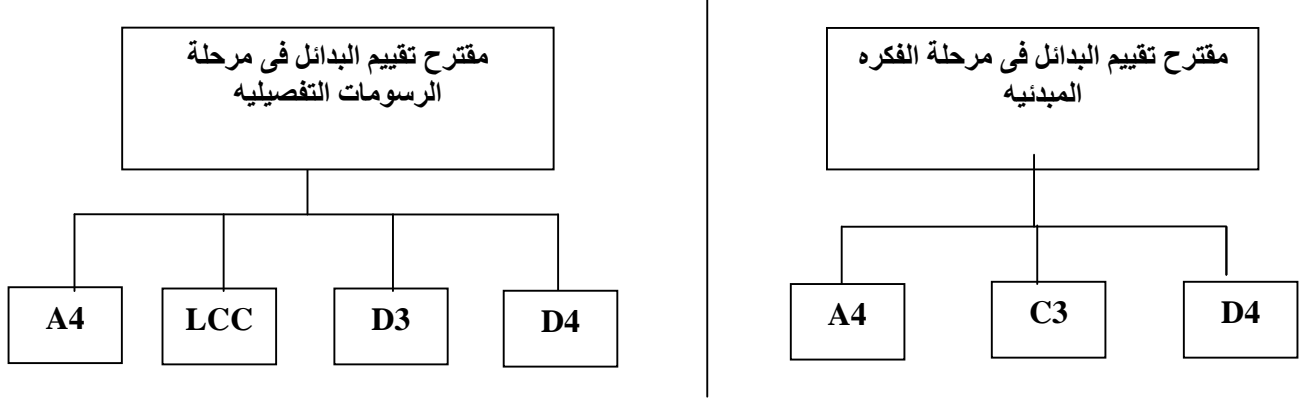 مقترح تقييم البدائل فى مرحلة الفكره
المبدئيه
D4
C3
A4
مقترح تقييم البدائل فى مرحلة
الرسومات التفصيليه
D4
D3
LCC
A4